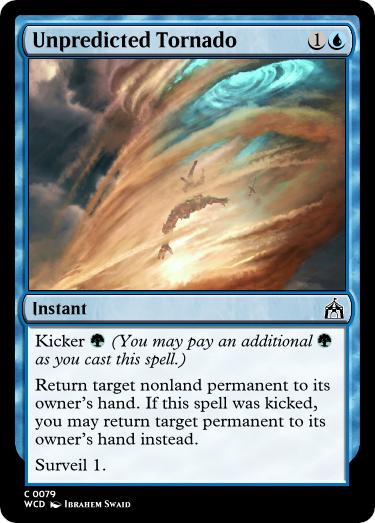 Unpredicted Tornado 1
Instant
Kicker (You may pay an additional
as you cast this spell.)
Return target nonland permanent to its
owner's hand. If this spell was kicked,
you may return target permanent to its
owner's hand instead.
Surveil 1.
C 0079
WCD Ibrahem Swaid